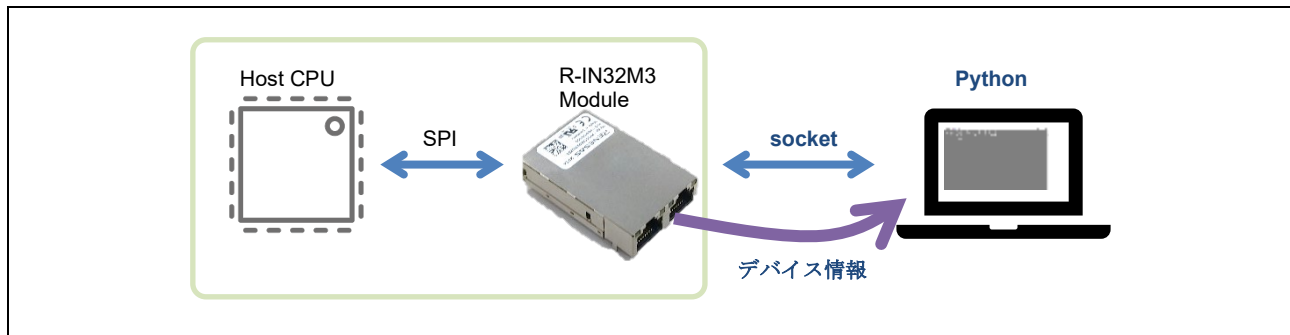 Host CPU
SPI
R-IN32M3
Module
socket
Python
デバイス情報